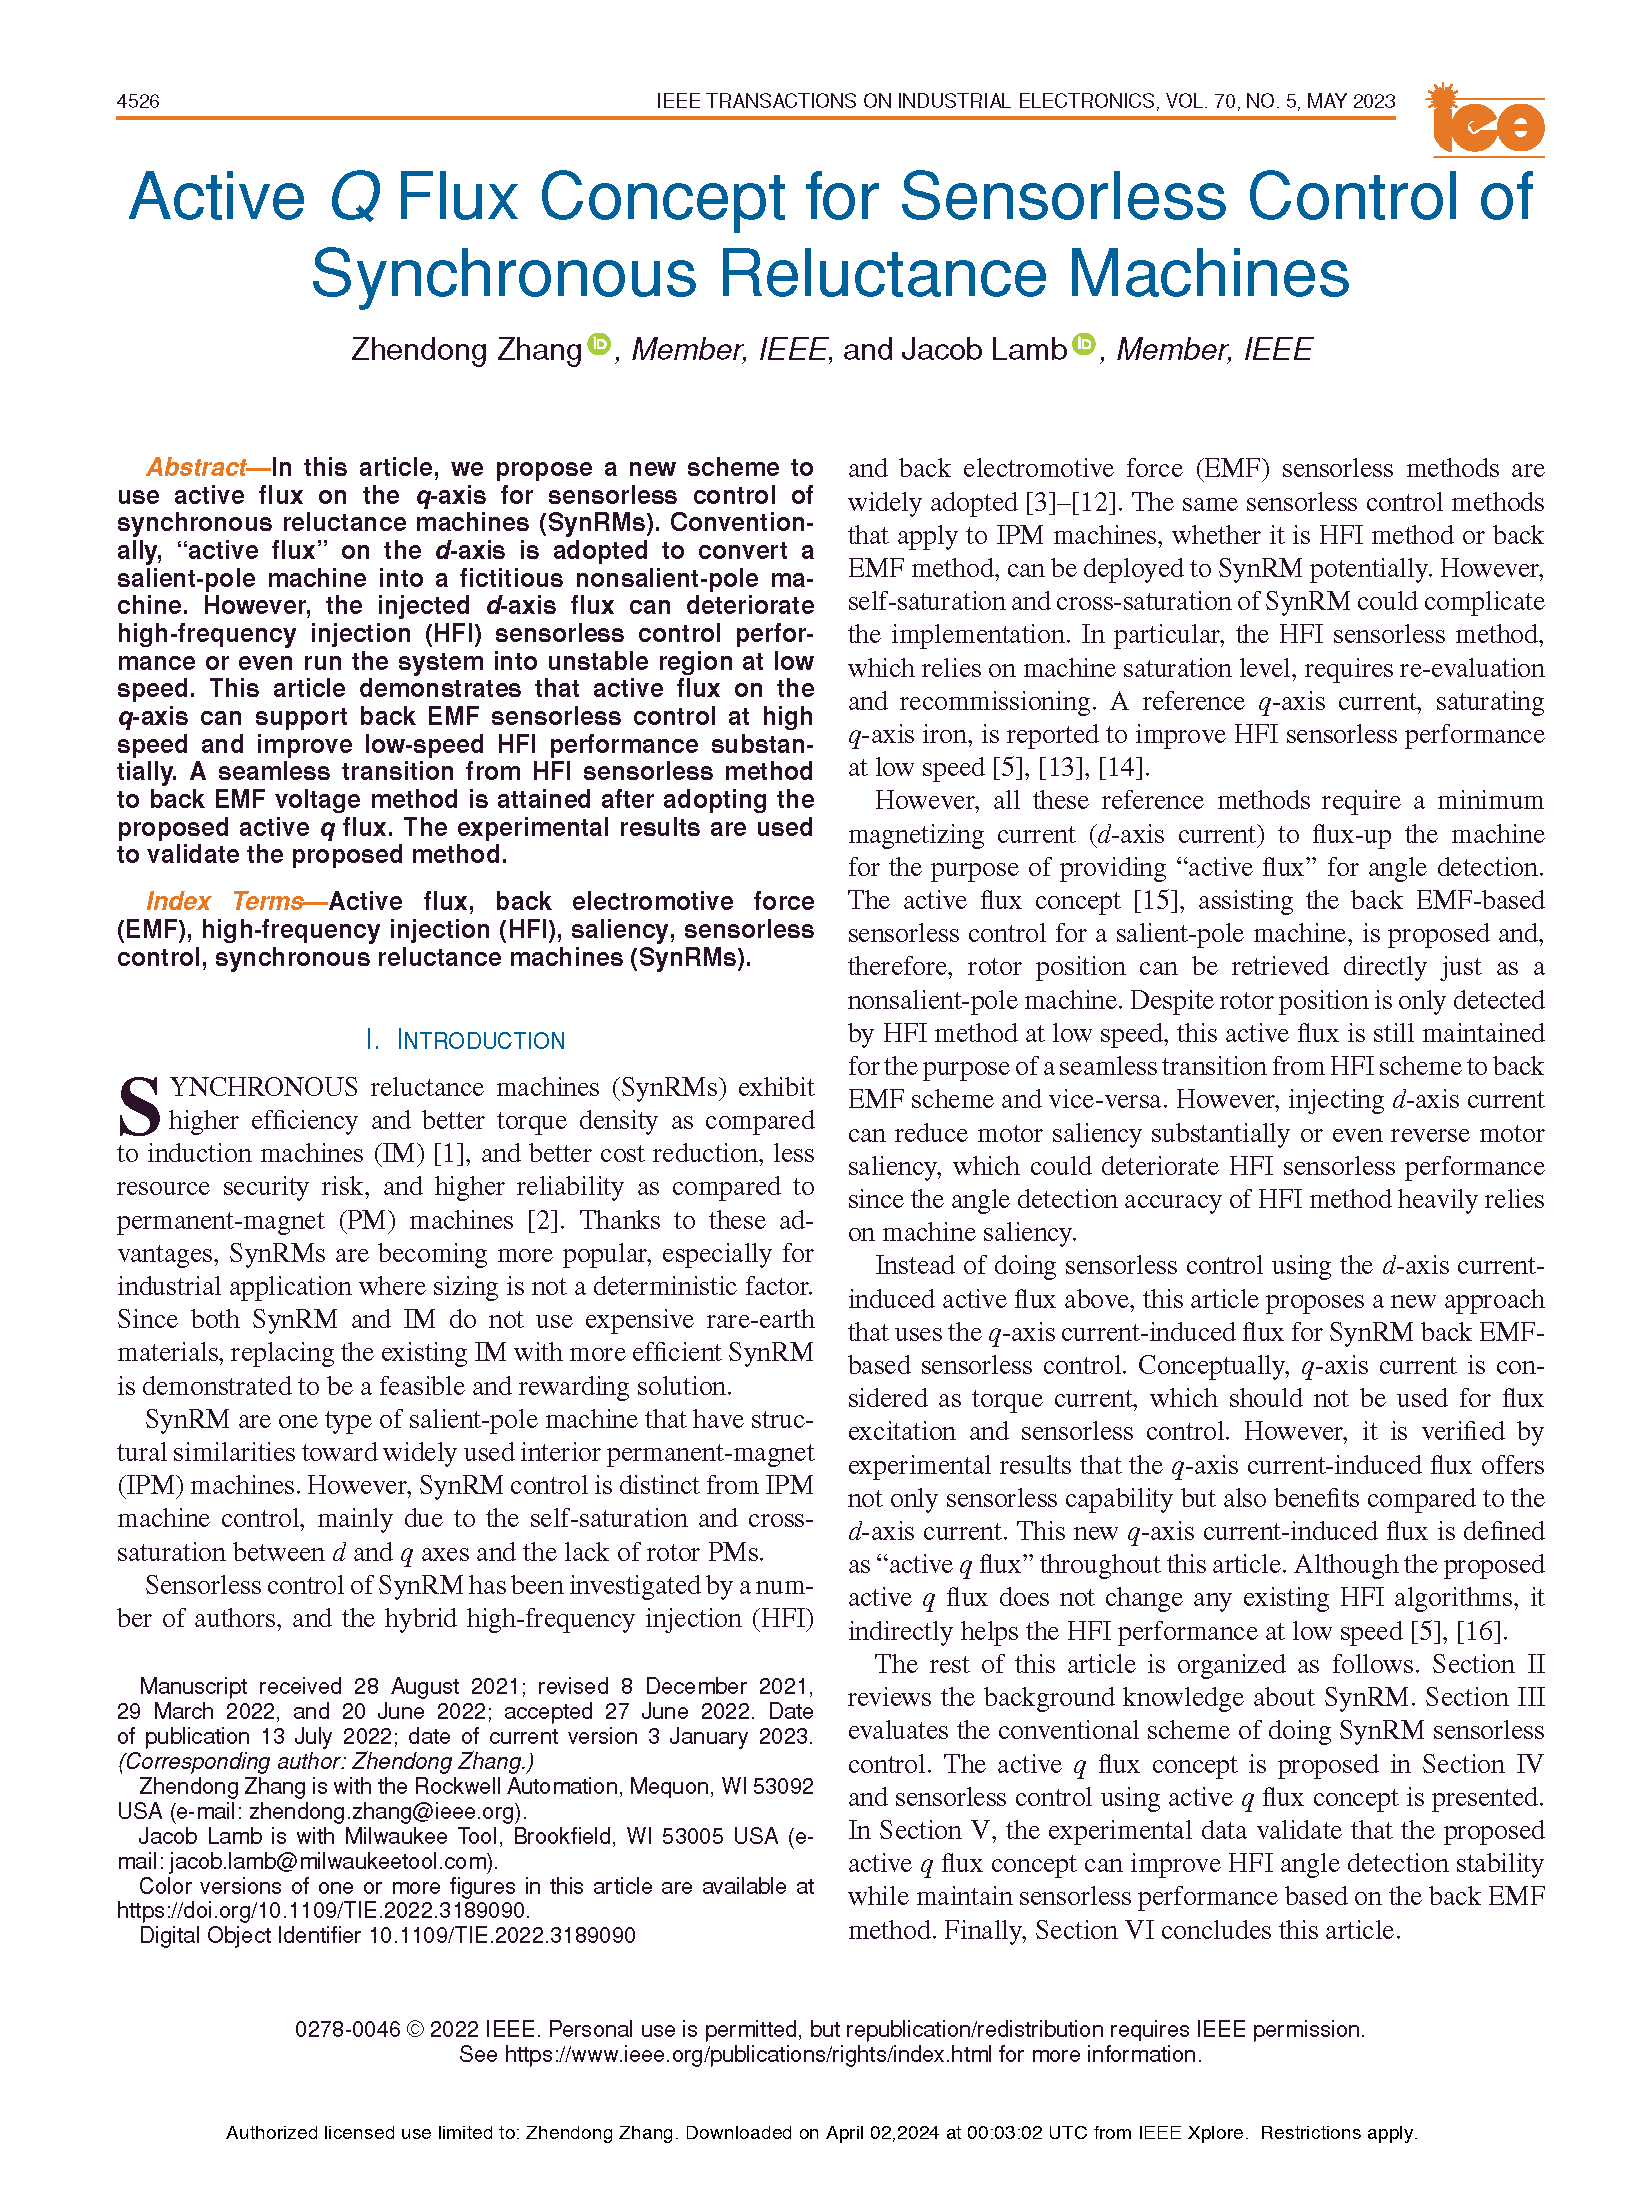 4526
IEEE TRANSACTIONS ON INDUSTRIAL ELECTRONICS, VOL. 70, NO. 5, MAY 2023
Active Q Flux Concept for Sensorless Control of
Synchronous Reluctance Machines
Zhendong Zhang, Member, IEEE, and Jacob Lamb, Member, IEEE
Abstract—In this article, we propose a new scheme to
use active flux on the q-axis for sensorless control of
synchronous reluctance machines (SynRMs). Convention-
ally, “active flux” on the d-axis is adopted to convert a
salient-pole machine into a fictitious nonsalient-pole ma-
chine. However, the injected d-axis flux can deteriorate
high-frequency injection (HFI) sensorless control perfor-
mance or even run the system into unstable region at low
speed. This article demonstrates that active flux on the
q-axis can support back EMF sensorless control at high
speed and improve low-speed HFI performance substan-
tially. A seamless transition from HFI sensorless method
to back EMF voltage method is attained after adopting the
proposed active q flux. The experimental results are used
to validate the proposed method.
Index Terms—Active flux, back electromotive force
(EMF), high-frequency injection (HFI), saliency, sensorless
control, synchronous reluctance machines (SynRMs).
I. INTRODUCTION
SYNCHRONOUS reluctance machines (SynRMs) exhibit
higher efficiency and better torque density as compared
to induction machines (IM) [1], and better cost reduction, less
resource security risk, and higher reliability as compared to
permanent-magnet (PM) machines [2]. Thanks to these ad-
vantages, SynRMs are becoming more popular, especially for
industrial application where sizing is not a deterministic factor.
Since both SynRM and IM do not use expensive rare-earth
materials, replacing the existing IM with more efficient SynRM
is demonstrated to be a feasible and rewarding solution.
SynRM are one type of salient-pole machine that have struc-
tural similarities toward widely used interior permanent-magnet
(IPM) machines. However, SynRM control is distinct from IPM
machine control, mainly due to the self-saturation and cross-
saturation between d and q axes and the lack of rotor PMs.
Sensorless control of SynRM has been investigated by a num-
ber of authors, and the hybrid high-frequency injection (HFI)
Manuscript received 28 August 2021; revised 8 December 2021,
29 March 2022, and 20 June 2022; accepted 27 June 2022. Date
of publication 13 July 2022; date of current version 3 January 2023.
(Corresponding author: Zhendong Zhang.)
Zhendong Zhang is with the Rockwell Automation, Mequon, WI 53092
USA (e-mail: zhendong.zhang@ieee.org).
Jacob Lamb is with Milwaukee Tool, Brookfield, WI 53005 USA (e-
mail: jacob.lamb@milwaukeetool.com).
Color versions of one or more figures in this article are available at
https://doi.org/10.1109/TIE.2022.3189090.
Digital Object Identifier 10.1109/TIE.2022.3189090
and back electromotive force (EMF) sensorless methods are
widely adopted [3]–[12]. The same sensorless control methods
that apply to IPM machines, whether it is HFI method or back
EMF method, can be deployed to SynRM potentially. However,
self-saturation and cross-saturation of SynRM could complicate
the implementation. In particular, the HFI sensorless method,
which relies on machine saturation level, requires re-evaluation
and recommissioning. A reference q-axis current, saturating
q-axis iron, is reported to improve HFI sensorless performance
at low speed [5], [13], [14].
However, all these reference methods require a minimum
magnetizing current (d-axis current) to flux-up the machine
for the purpose of providing “active flux” for angle detection.
The active flux concept [15], assisting the back EMF-based
sensorless control for a salient-pole machine, is proposed and,
therefore, rotor position can be retrieved directly just as a
nonsalient-pole machine. Despite rotor position is only detected
by HFI method at low speed, this active flux is still maintained
for the purpose of a seamless transition from HFI scheme to back
EMF scheme and vice-versa. However, injecting d-axis current
can reduce motor saliency substantially or even reverse motor
saliency, which could deteriorate HFI sensorless performance
since the angle detection accuracy of HFI method heavily relies
on machine saliency.
Instead of doing sensorless control using the d-axis current-
induced active flux above, this article proposes a new approach
that uses the q-axis current-induced flux for SynRM back EMF-
based sensorless control. Conceptually, q-axis current is con-
sidered as torque current, which should not be used for flux
excitation and sensorless control. However, it is verified by
experimental results that the q-axis current-induced flux offers
not only sensorless capability but also benefits compared to the
d-axis current. This new q-axis current-induced flux is defined
as “active q flux” throughout this article. Although the proposed
active q flux does not change any existing HFI algorithms, it
indirectly helps the HFI performance at low speed [5], [16].
The rest of this article is organized as follows. Section II
reviews the background knowledge about SynRM. Section III
evaluates the conventional scheme of doing SynRM sensorless
control. The active q flux concept is proposed in Section IV
and sensorless control using active q flux concept is presented.
In Section V, the experimental data validate that the proposed
active q flux concept can improve HFI angle detection stability
while maintain sensorless performance based on the back EMF
method. Finally, Section VI concludes this article.
0278-0046 © 2022 IEEE. Personal use is permitted, but republication/redistribution requires IEEE permission.
See https://www.ieee.org/publications/rights/index.html for more information.
Authorized licensed use limited to: Zhendong Zhang. Downloaded on April 02,2024 at 00:03:02 UTC from IEEE Xplore. Restrictions apply.